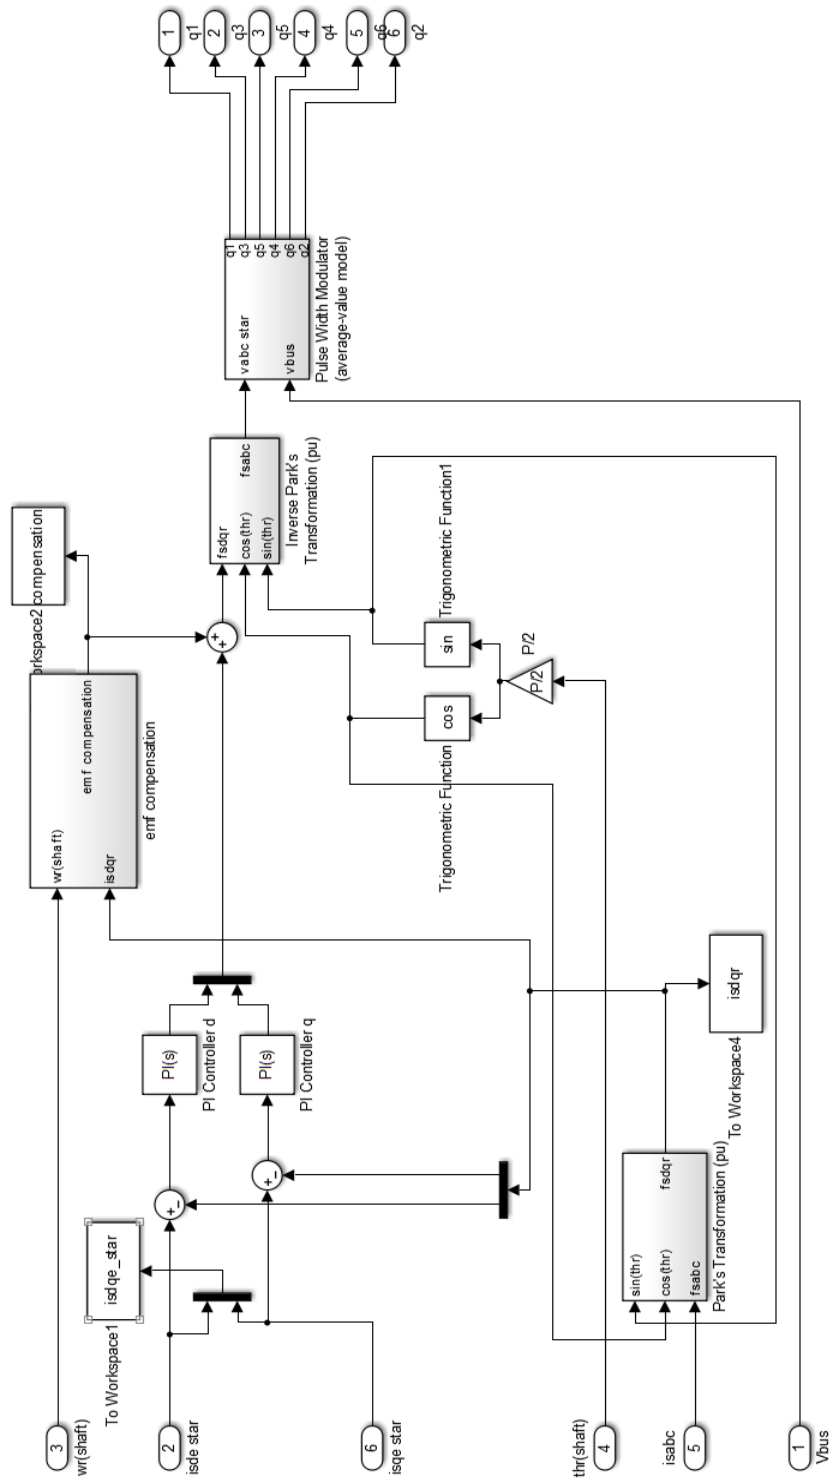 3
wr(shaft)
2
isde star
6
isqe star
thr(shaft)
4
isabc
5
1
Vbus
To Workspace1
isdqe_star
+
-
+
-
PI(s)
PI Controller d
PI(s)
PI Controller q
sin(thr)
cos(thr)
fsabc
fsdqr
Park's Transformation (pu)
To Workspace4
isdqr
wr(shaft)
isdqr
emf compensation
emf compensation
orkspace2
compensation
+
+
cos
Trigonometric Function
sin
Trigonometric Function1
P/2
P/2
fsdqr
cos(thr)
sin(thr)
fsabc
Inverse Park's
Transformation (pu)
vabc star
vbus
q1
q3
q5
q4
q6
q2
Pulse Width Modulator
(average-value model)
1
q1
2
q3
3
q5
4
q4
5
q6
6
q2